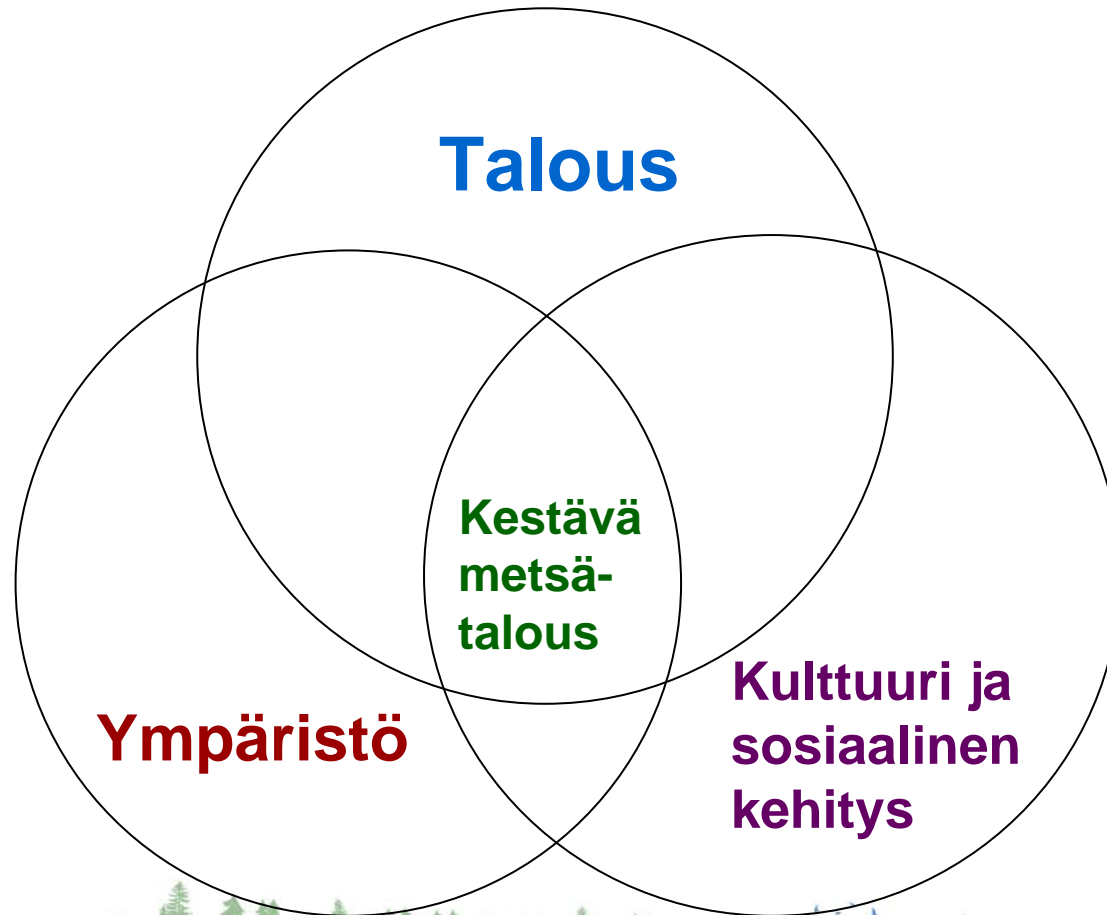 Talous
Kestävä
metsä-
talous
Ympäristö
Kulttuuri ja
sosiaalinen
kehitys